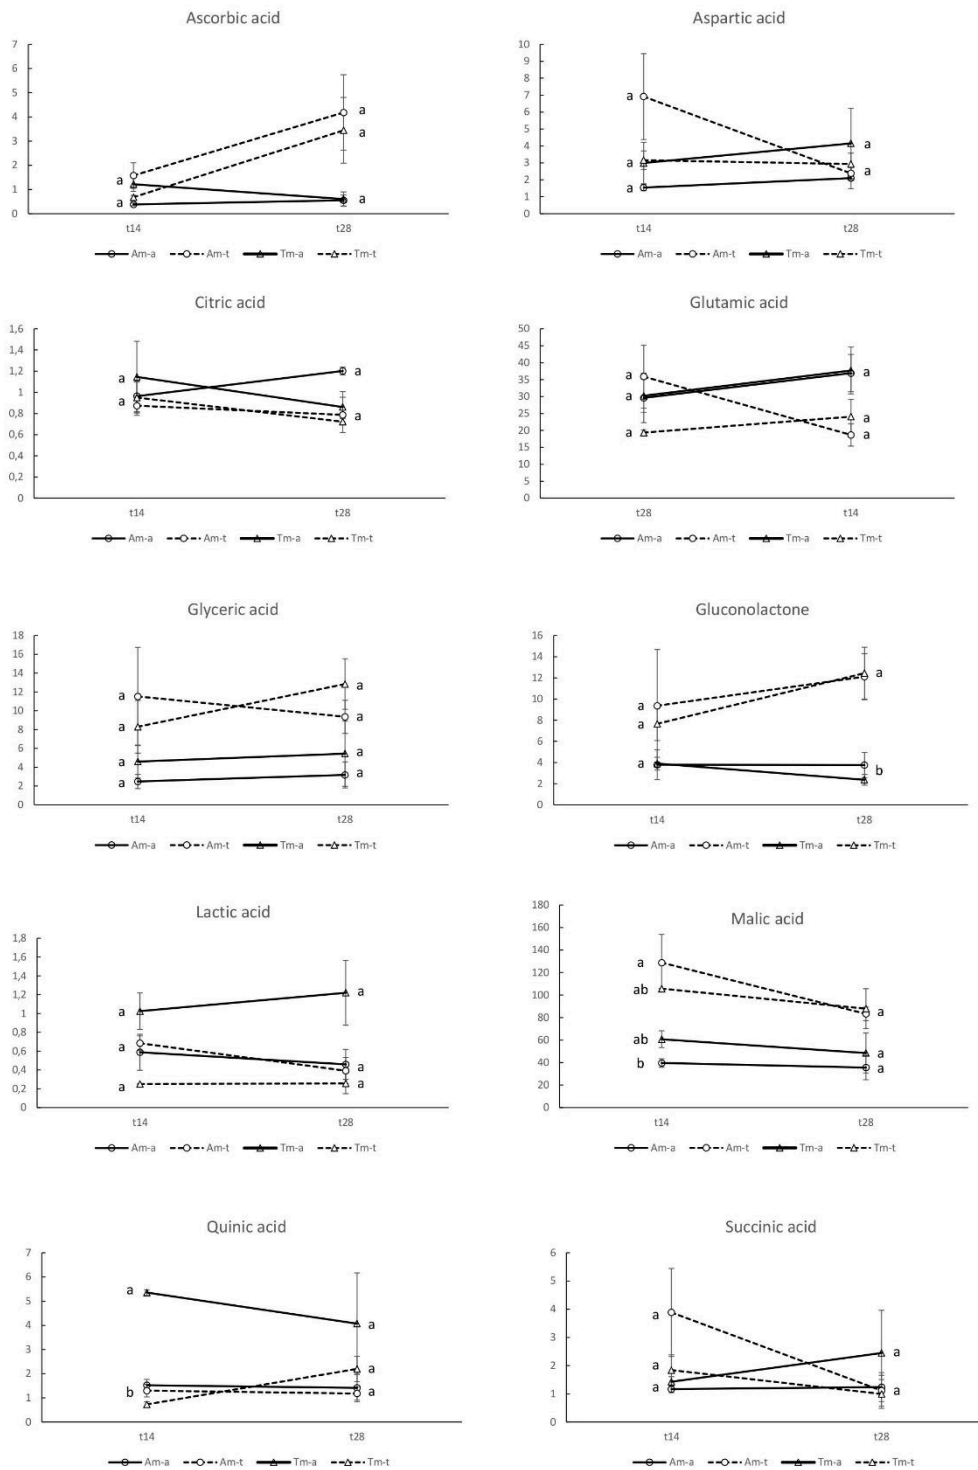 Ascorbic acid
7
6
5
4
3
2
1
0
a
a
a
a
a
t14
t28
Am-a Am-t Tm-a Tm-t
Aspartic acid
10
9
8
7
6
5
4
3
2
1
0
a
a
a
a
a
t14
t28
Am-a Am-t Tm-a Tm-t
Citric acid
1,6
1,4
1,2
1
0,8
0,6
0,4
0,2
0
a
a
a
a
t14
t28
Am-a Am-t Tm-a Tm-t
Glutamic acid
50
45
40
35
30
25
20
15
10
5
0
a
a
a
a
a
a
t28
t14
Am-a Am-t Tm-a Tm-t
Glyceric acid
18
16
14
12
10
8
6
4
2
0
a
a
a
a
a
a
a
a
t14
t28
Am-a Am-t Tm-a Tm-t
Gluconolactone
16
14
12
10
8
6
4
2
0
a
a
a
a
b
t14
t28
Am-a Am-t Tm-a Tm-t
Lactic acid
1,8
1,6
1,4
1,2
1
0,8
0,6
0,4
0,2
0
a
a
a
a
a
a
t14
t28
Am-a Am-t Tm-a Tm-t
Malic acid
180
160
140
120
100
80
60
40
20
0
a
ab
ab
b
a
a
a
t14
t28
Am-a Am-t Tm-a Tm-t
Quinic acid
7
6
5
4
3
2
1
0
a
b
a
a
a
t14
t28
Am-a Am-t Tm-a Tm-t
Succinic acid
6
5
4
3
2
1
0
a
a
a
a
a
t14
t28
Am-a Am-t Tm-a Tm-t